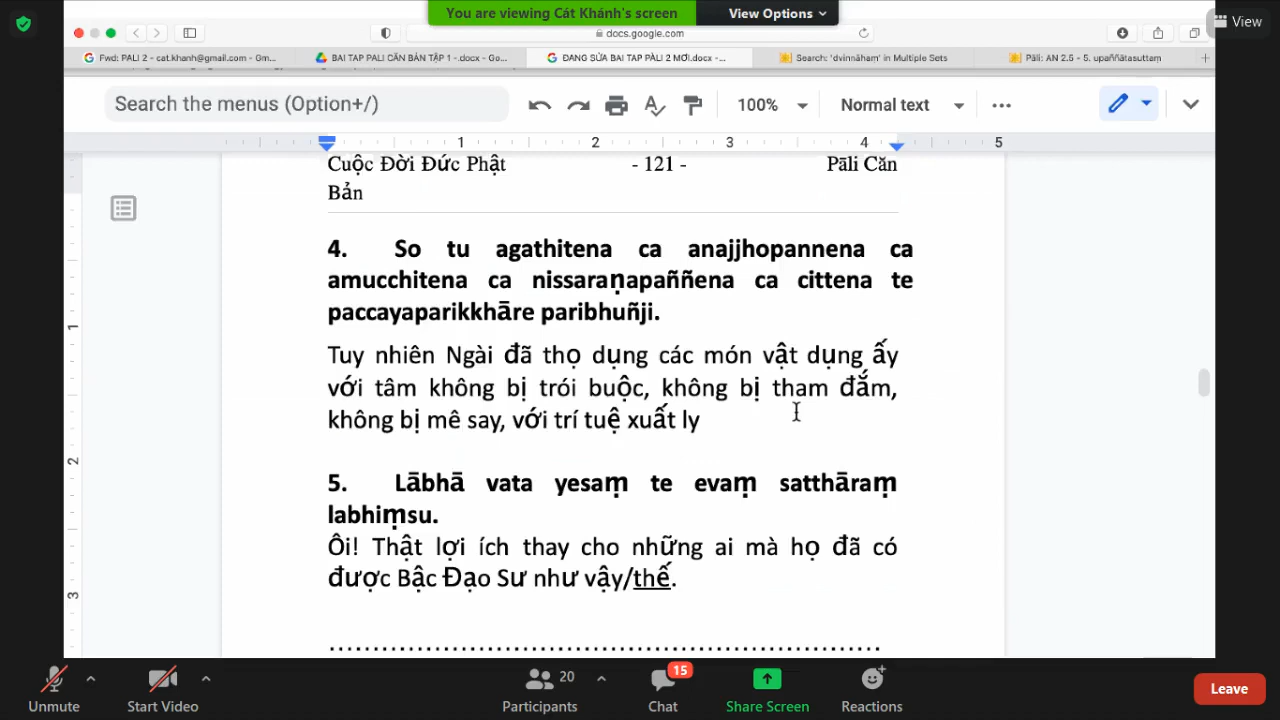 You are viewing Cát Khánh's screen View Options
View
docs.google.com
Fwd: PALI 2 - cat.khanh@gmail.com - Gm... BAI TAP PALI CĂN BẢN TẬP 1 -.docx - Go... ĐANG SỬA BAI TAP PÀLI 2 MƠI.docx -... Search: 'dvinnāhaṃ' in Multiple Sets Pāli: AN 2.5 - 5. upaññātasuttaṃ
Search the menus (Option+/) 100% Normal text
1 2 3 4 5
Cuộc Đời Đức Phật - 121 - Pāli Căn
Bản
4. So tu agathitena ca anajjhopannena ca
amucchitena ca nissaraṇapaññena ca cittena te
paccayaparikkhāre paribhuñji.
1
Tuy nhiên Ngài đã thọ dụng các món vật dụng ấy
với tâm không bị trói buộc, không bị tham đắm,
không bị mê say, với trí tuệ xuất ly
2
5. Lābhā vata yesaṃ te evaṃ satthāraṃ
labhiṃsu.
Ôi! Thật lợi ích thay cho những ai mà họ đã có
được Bậc Đạo Sư như vậy/thế.
3
................................................................
20 15
Unmute Start Video Participants Chat Share Screen Reactions Leave